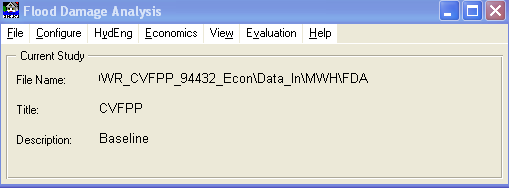 Flood Damage Analysis
File Configure HydEng Economics View Evaluation Help
Current Study
File Name: WR_CVFPP_94432_Econ\Data_In\MWH\FDA
Title: CVFPP
Description: Baseline